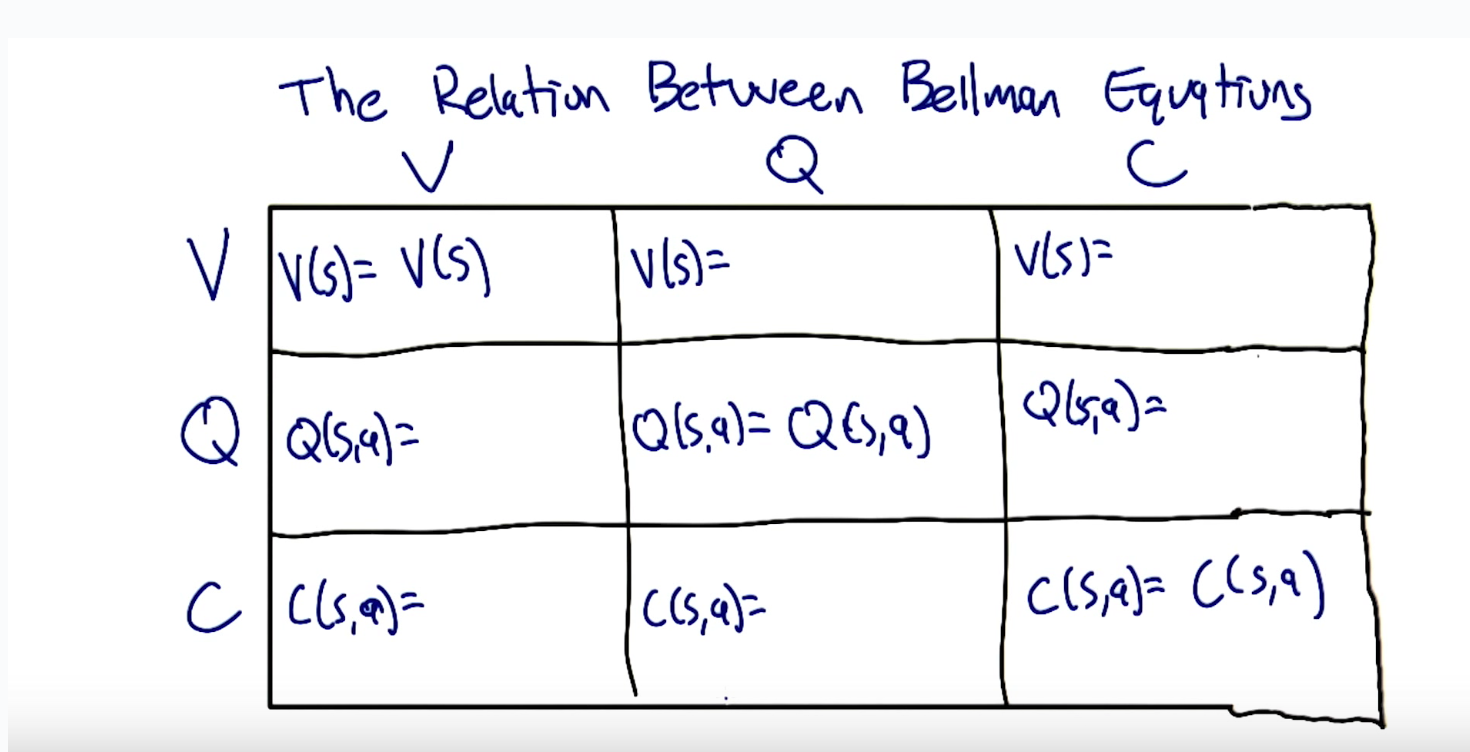 The Relation Between Bellman Equations
V Q C
V V(s)= V(s) V(s)= V(s)=
Q Q(s,a)= Q(s,a)= Q(s,a) Q(s,a)=
C C(s,a)= C(s,a)= C(s,a)= C(s,a)